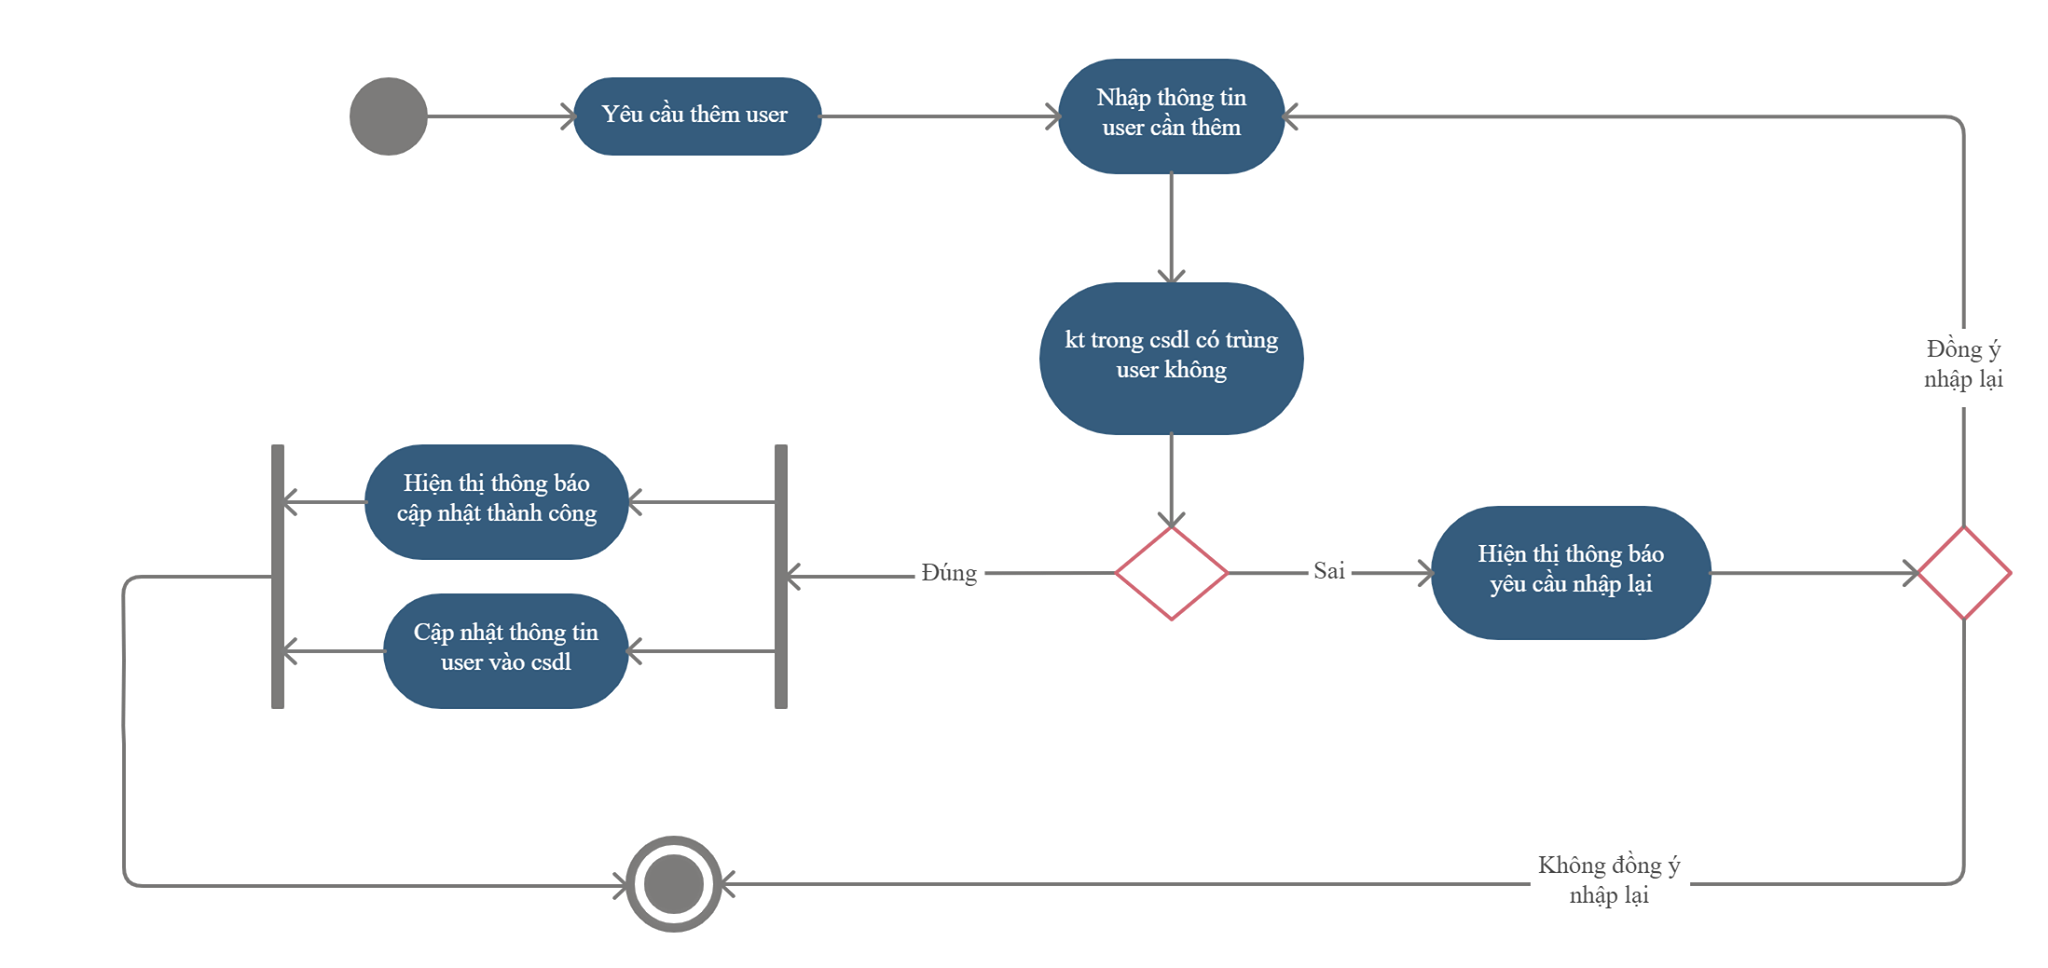 Yêu cầu thêm user
Nhập thông tin
user cần thêm
kt trong csdl có trùng
user không
Đồng ý
nhập lại
Hiện thị thông báo
cập nhật thành công
Đúng
Sai
Hiện thị thông báo
yêu cầu nhập lại
Cập nhật thông tin
user vào csdl
Không đồng ý
nhập lại